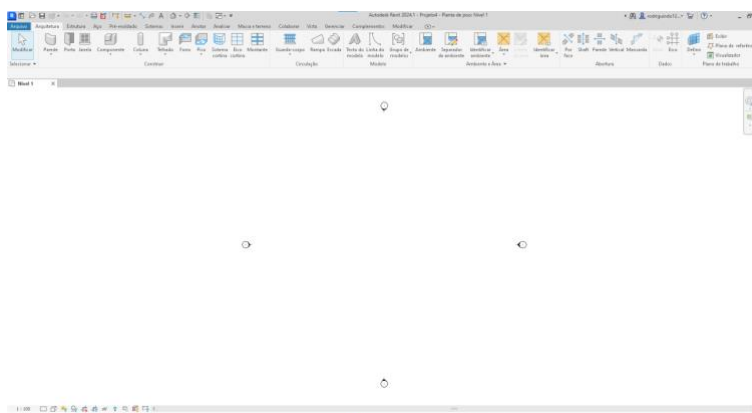 Autodesk Revit 2024.1 - Projeto4 - Planta de piso: Nível 1
Arquivo Arquitetura Estrutura Aço Pré-moldado Sistemas Inserir Anotar Analisar Massa e terreno Colaborar Vista Gerenciar Complementos Modificar
Modificar Parede Porta Janela Componente Coluna Telhado Forro Piso Sistema cortina Eixo cortina Montante Guarda-corpo Rampa Escada Texto do modelo Linha do modelo Grupo de modelos Ambiente Separador de ambiente Identificar ambiente Área Identificar área Por face Shaft Parede Vertical Mansarda Eixo Definir Exibir
Plano de referência
Visualizador
Selecionar Construir Circulação Modelo Ambiente e Área Abertura Dados Plano de trabalho
Nível 1 X
1 : 100